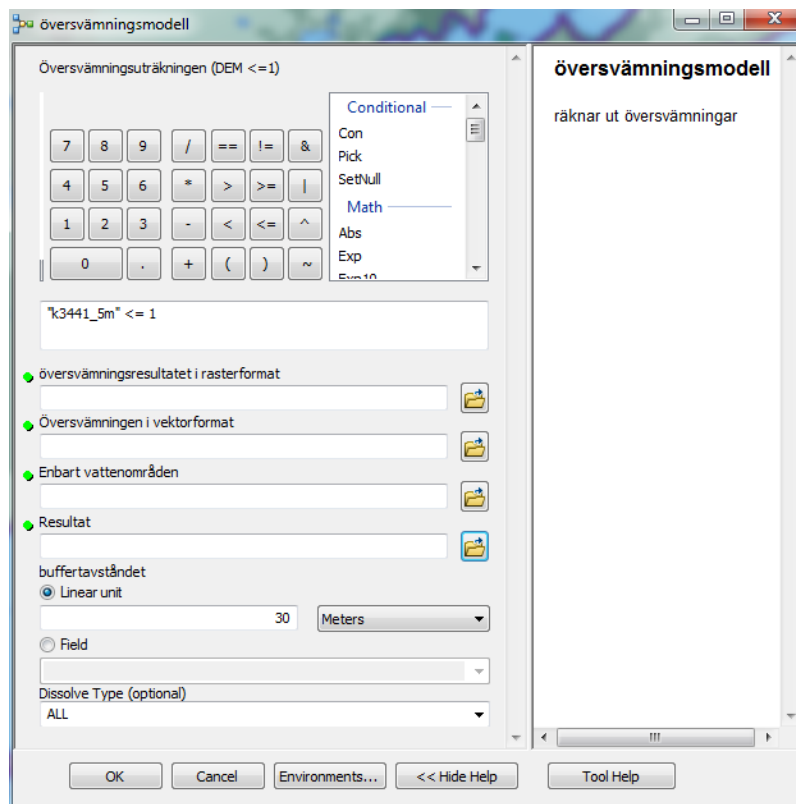 översvämningsmodell
Översvämningsuträkningen (DEM <=1)
7 8 9 / == != &
4 5 6 * > >= |
1 2 3 - < <= ^
0 . + ( ) ~
Conditional
Con
Pick
SetNull
Math
Abs
Exp
Exp10
"k3441_5m" <= 1
översvämningsresultatet i rasterformat
Översvämningen i vektorformat
Enbart vattenområden
Resultat
buffertavståndet
Linear unit
30 Meters
Field
Dissolve Type (optional)
ALL
OK Cancel Environments... << Hide Help Tool Help
översvämningsmodell
räknar ut översvämningar